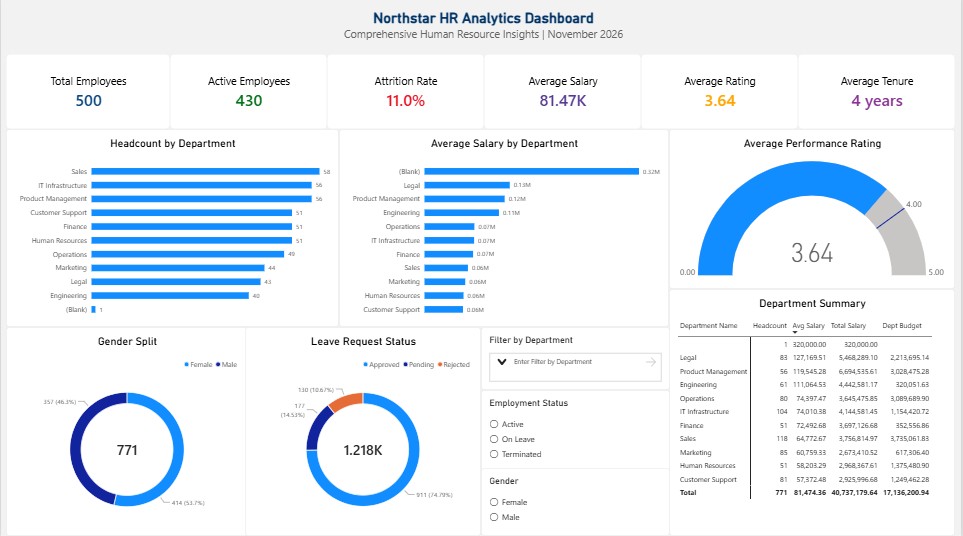 Northstar HR Analytics Dashboard
Comprehensive Human Resource Insights | November 2026
Total Employees
500
Active Employees
430
Attrition Rate
11.0%
Average Salary
81.47K
Average Rating
3.64
Average Tenure
4 years
Headcount by Department
Sales 58
IT Infrastructure 56
Product Management 56
Customer Support 51
Finance 51
Human Resources 51
Operations 49
Marketing 44
Legal 43
Engineering 40
(Blank) 1
Average Salary by Department
(Blank) 0.32M
Legal 0.13M
Product Management 0.12M
Engineering 0.11M
Operations 0.07M
IT Infrastructure 0.07M
Finance 0.07M
Sales 0.06M
Marketing 0.06M
Human Resources 0.06M
Customer Support 0.06M
Average Performance Rating
4.00
3.64
0.00
5.00
Gender Split
Female Male
357 (46.3%)
771
414 (53.7%)
Leave Request Status
Approved Pending Rejected
130 (10.67%)
177
(14.53%)
1.218K
911 (74.79%)
Filter by Department
Enter Filter by Department
Employment Status
Active
On Leave
Terminated
Gender
Female
Male
Department Summary
Department Name Headcount Avg Salary Total Salary Dept Budget
1 320,000.00 320,000.00
Legal 83 127,169.51 5,468,289.10 2,213,695.14
Product Management 56 119,545.28 6,694,535.61 3,028,475.28
Engineering 61 111,064.53 4,442,581.17 320,051.63
Operations 80 74,397.47 3,645,475.85 3,089,689.90
IT Infrastructure 104 74,010.38 4,144,581.45 1,154,420.72
Finance 51 72,492.68 3,697,126.68 352,556.86
Sales 118 64,772.67 3,756,814.97 3,735,061.83
Marketing 85 60,759.33 2,673,410.52 617,306.40
Human Resources 51 58,203.29 2,968,367.61 1,375,480.90
Customer Support 81 57,372.48 2,925,996.68 1,249,462.28
Total 771 81,474.36 40,737,179.64 17,136,200.94